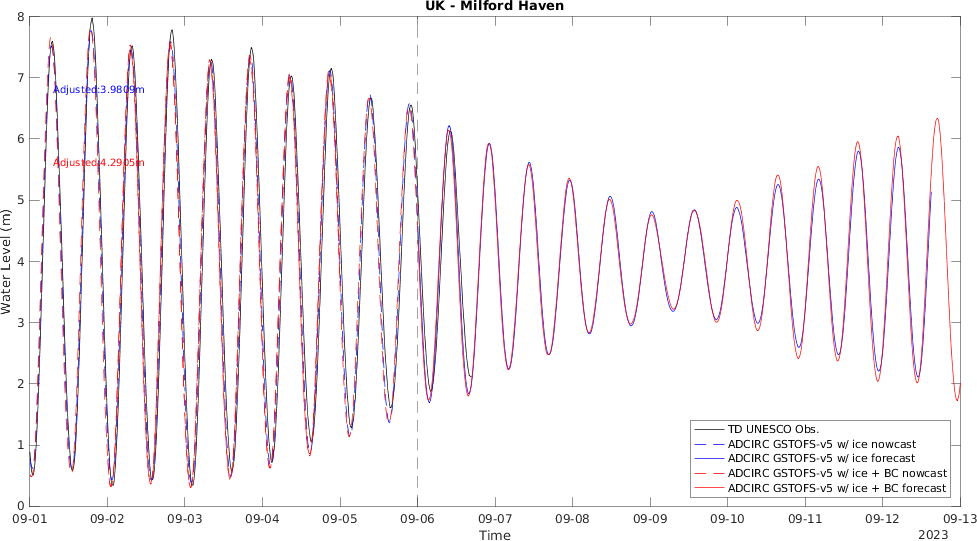 UK - Milford Haven
8
7
6
5
4
3
2
1
0
Water Level (m)
Adjusted:3.9809m
Adjusted:4.2905m
TD UNESCO Obs.
ADCIRC GSTOFS-v5 w/ ice nowcast
ADCIRC GSTOFS-v5 w/ ice forecast
ADCIRC GSTOFS-v5 w/ ice + BC nowcast
ADCIRC GSTOFS-v5 w/ ice + BC forecast
09-01 09-02 09-03 09-04 09-05 09-06 09-07 09-08 09-09 09-10 09-11 09-12 09-13
Time
2023